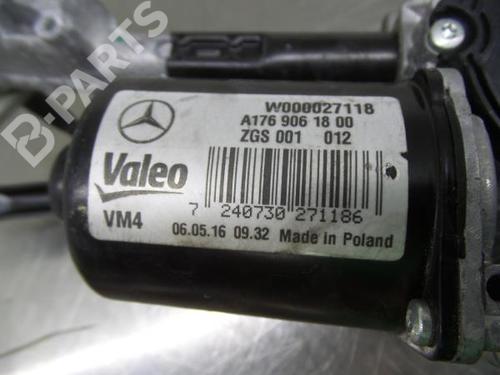 B-PARTS
W000027118
A176 906 18 00
ZGS 001 012
Valeo
7 240730 271186
VM4
06.05.16 09.32 Made in Poland
B-PARTS